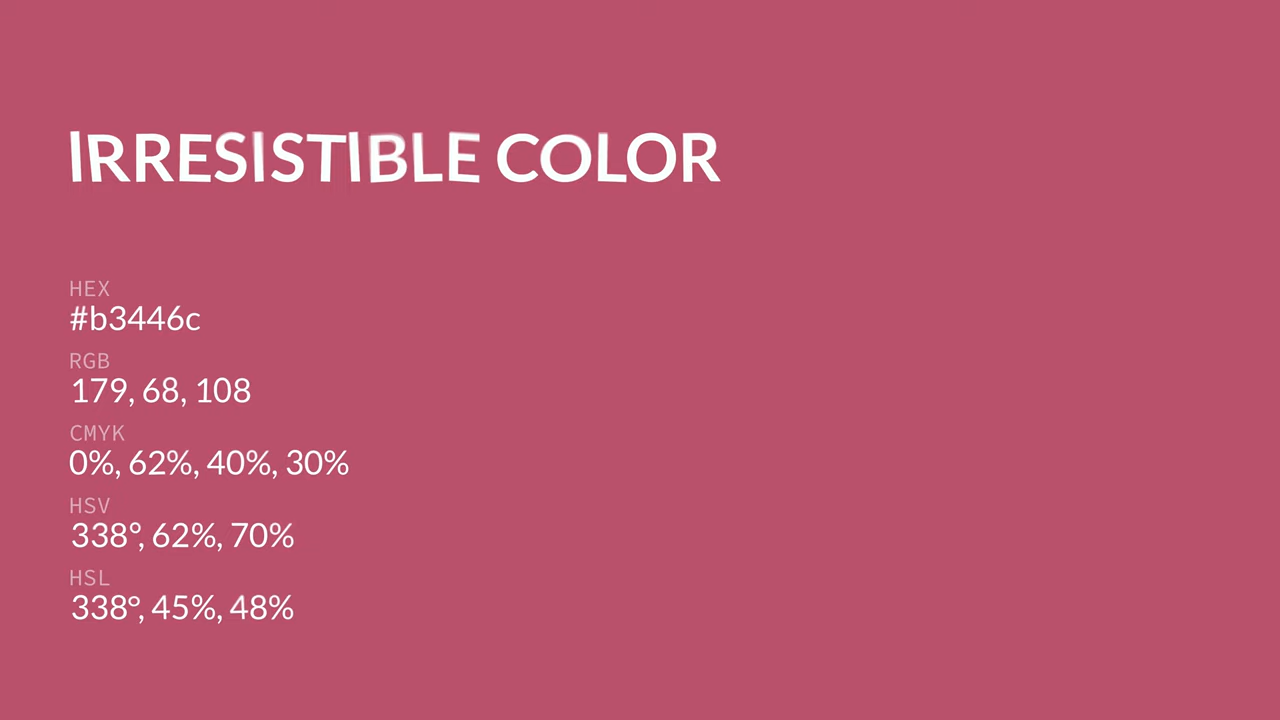 IRRESISTIBLE COLOR
HEX
#b3446c
RGB
179, 68, 108
CMYK
0%, 62%, 40%, 30%
HSV
338°, 62%, 70%
HSL
338°, 45%, 48%